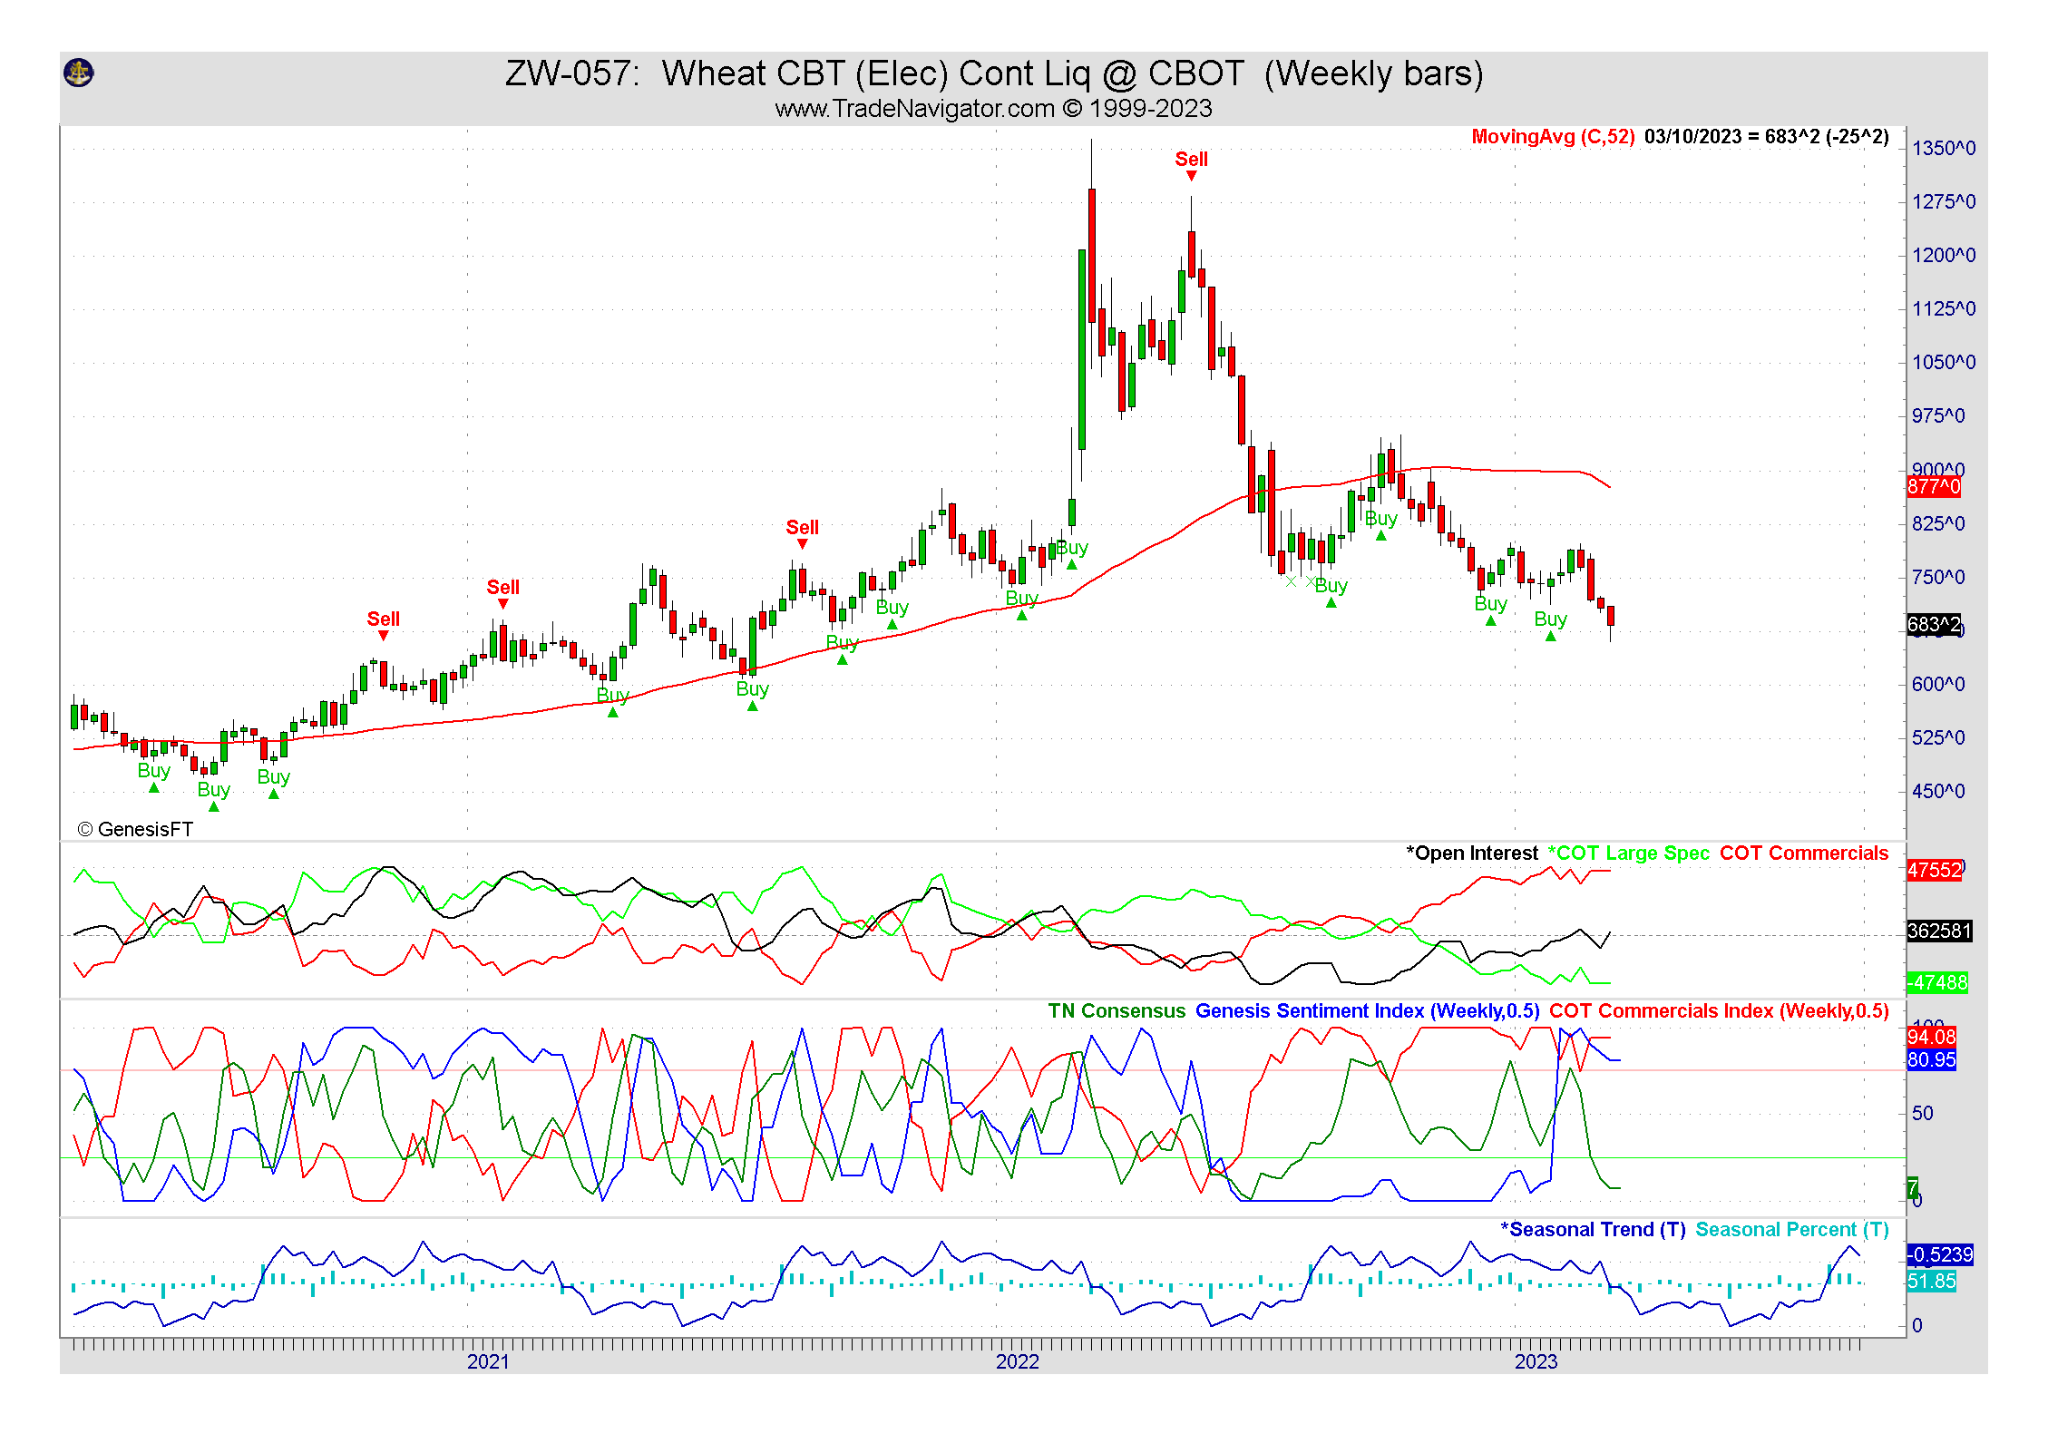 ZW-057: Wheat CBT (Elec) Cont Liq @ CBOT (Weekly bars)
www.TradeNavigator.com © 1999-2023
MovingAvg (C,52) 03/10/2023 = 683^2 (-25^2)
1350^0
Sell
1275^0
1200^0
1125^0
1050^0
975^0
900^0
877^0
825^0
Buy
Sell
Buy
750^0
Buy
Sell
Buy
Buy
Buy
Buy
Sell
Buy
683^2
Buy
Buy
Buy
600^0
525^0
Buy
Buy
Buy
450^0
© GenesisFT
*Open Interest *COT Large Spec COT Commercials
47552
362581
-47488
TN Consensus Genesis Sentiment Index (Weekly,0.5) COT Commercials Index (Weekly,0.5)
100
94.08
80.95
50
7
0
*Seasonal Trend (T) Seasonal Percent (T)
-0.5239
51.85
0
2021 2022 2023